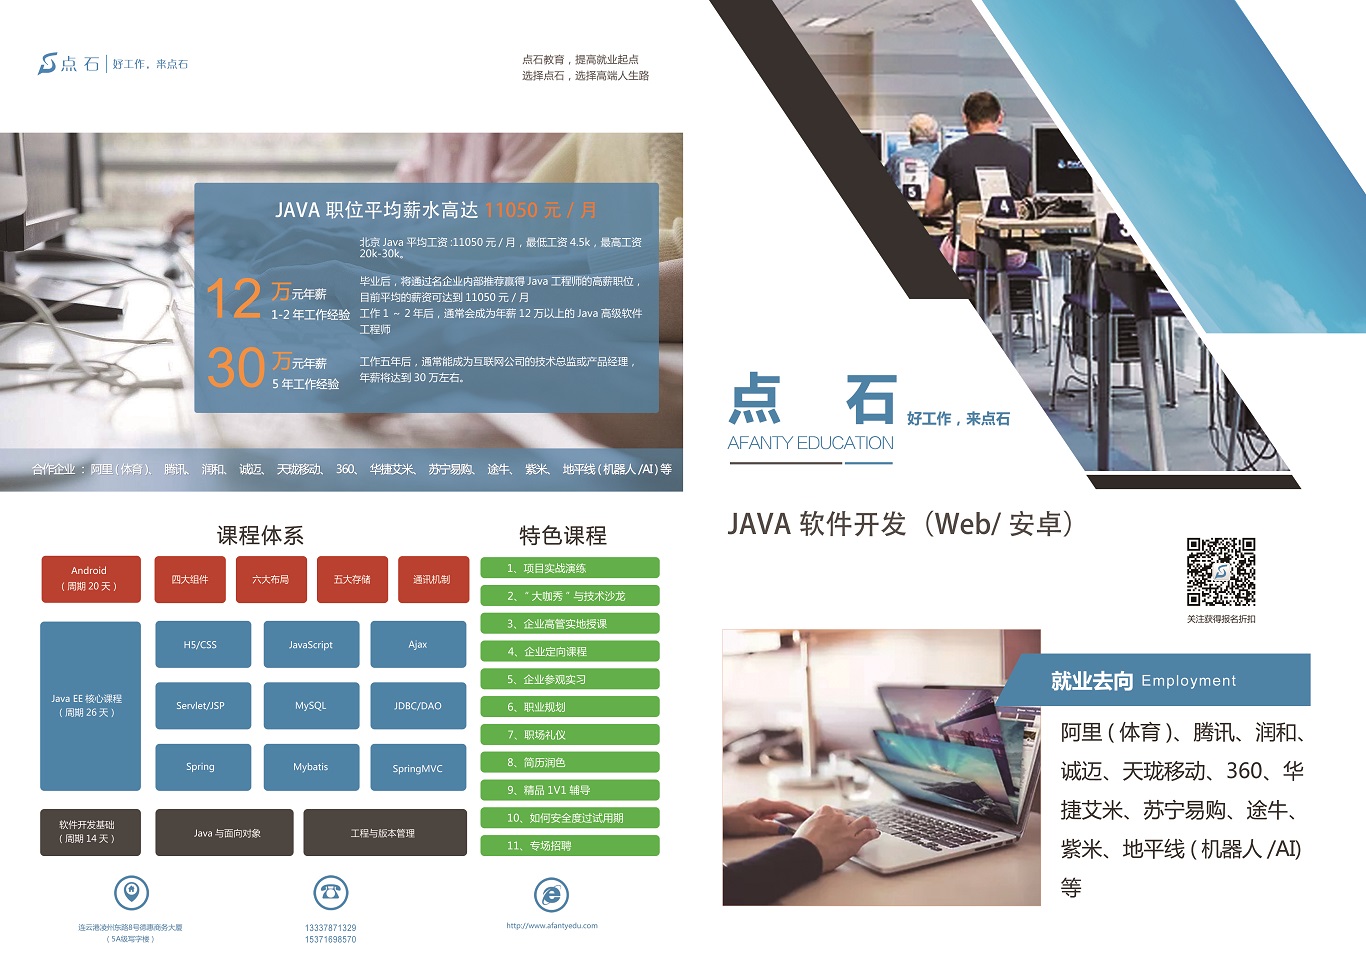 点 石 好工作，来点石
点石教育，提高就业起点
选择点石，选择高端人生路
JAVA 职位平均薪水高达 11050 元 / 月
北京 Java 平均工资 :11050 元 / 月，最低工资 4.5k，最高工资
20k-30k。
12 万元年薪
1-2 年工作经验
毕业后，将通过名企业内部推荐赢得 Java 工程师的高薪职位，
目前平均的薪资可达到 11050 元 / 月
工作 1 ～ 2 年后，通常会成为年薪 12 万以上的 Java 高级软件
工程师
30 万元年薪
5 年工作经验
工作五年后，通常能成为互联网公司的技术总监或产品经理，
年薪将达到 30 万左右。
合作企业 ：阿里 ( 体育 )、 腾讯、 润和、 诚迈、 天珑移动、 360、 华捷艾米、 苏宁易购、 途牛、 紫米、 地平线 ( 机器人 /AI ) 等
课程体系
Android
（ 周期 20 天 ）
四大组件
六大布局
五大存储
通讯机制
Java EE 核心课程
（ 周期 26 天 ）
H5/CSS
JavaScript
Ajax
Servlet/JSP
MySQL
JDBC/DAO
Spring
Mybatis
SpringMVC
软件开发基础
（ 周期 14 天 ）
Java 与面向对象
工程与版本管理
特色课程
1、项目实战演练
2、“ 大咖秀 ” 与技术沙龙
3、企业高管实地授课
4、企业定向课程
5、企业参观实习
6、职业规划
7、职场礼仪
8、简历润色
9、精品 1V1 辅导
10、如何安全度过试用期
11、专场招聘
连云港凌州东路8号德惠商务大厦
（ 5A级写字楼 ）
13337871329
15371698570
http://www.afantyedu.com
5
4
点 石 好工作，来点石
AFANTY EDUCATION
JAVA 软件开发（Web/ 安卓）
关注获得报名折扣
就业去向 Employment
阿里 ( 体育 )、腾讯、润和、
诚迈、天珑移动、360、华
捷艾米、苏宁易购、途牛、
紫米、地平线 ( 机器人 /AI)
等